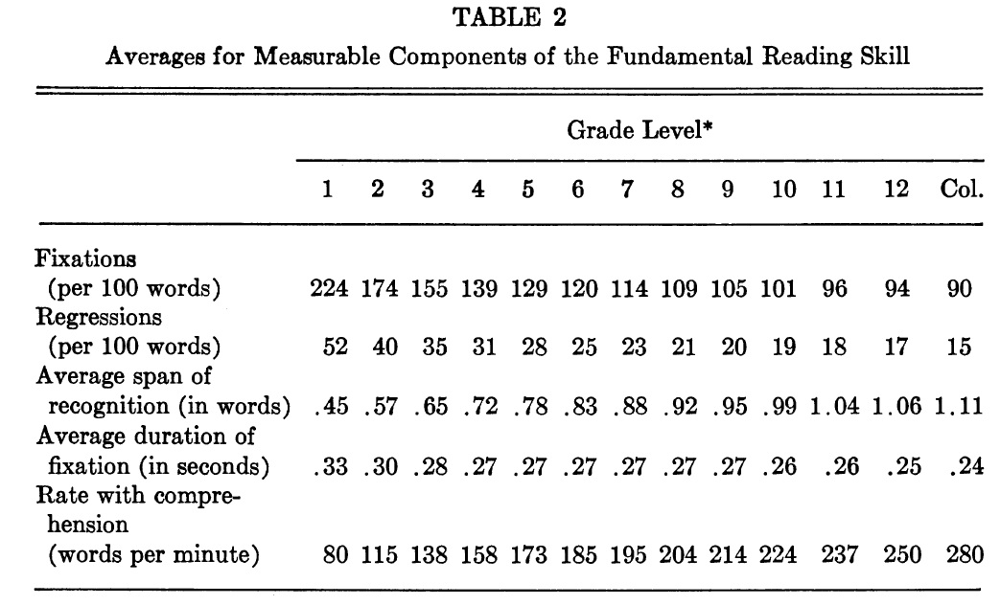 TABLE 2
Averages for Measurable Components of the Fundamental Reading Skill
Grade Level*
1 2 3 4 5 6 7 8 9 10 11 12 Col.
Fixations
(per 100 words) 224 174 155 139 129 120 114 109 105 101 96 94 90
Regressions
(per 100 words) 52 40 35 31 28 25 23 21 20 19 18 17 15
Average span of
recognition (in words) .45 .57 .65 .72 .78 .83 .88 .92 .95 .99 1.04 1.06 1.11
Average duration of
fixation (in seconds) .33 .30 .28 .27 .27 .27 .27 .27 .27 .26 .26 .25 .24
Rate with compre-
hension
(words per minute) 80 115 138 158 173 185 195 204 214 224 237 250 280